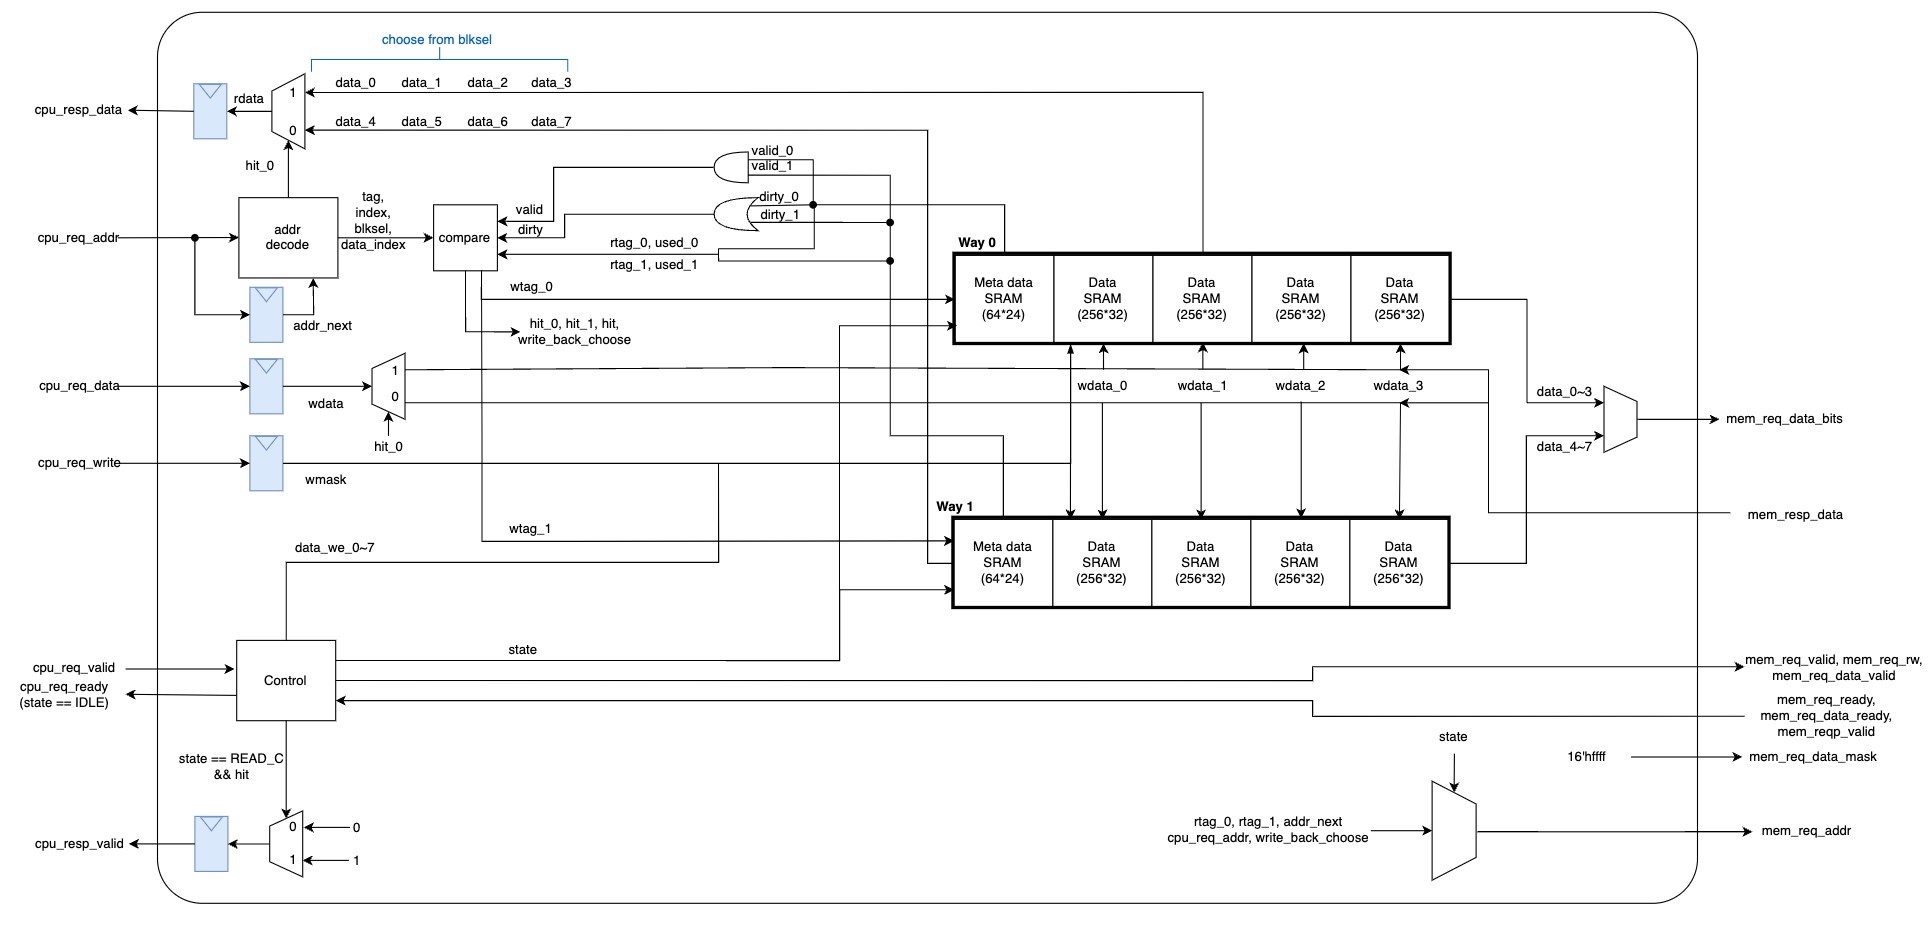 choose from blksel
data_0 data_1 data_2 data_3
1
rdata
cpu_resp_data
data_4 data_5 data_6 data_7
0
hit_0
valid_0
valid_1
dirty_0
dirty_1
tag,
index,
blksel,
data_index
valid
dirty
cpu_req_addr
addr
decode
compare
rtag_0, used_0
rtag_1, used_1
Way 0
wtag_0
Meta data
SRAM
(64*24)
Data
SRAM
(256*32)
Data
SRAM
(256*32)
Data
SRAM
(256*32)
Data
SRAM
(256*32)
addr_next
hit_0, hit_1, hit,
write_back_choose
cpu_req_data
wdata
1
0
hit_0
wdata_0
wdata_1
wdata_2
wdata_3
data_0~3
mem_req_data_bits
data_4~7
cpu_req_write
wmask
Way 1
mem_resp_data
wtag_1
data_we_0~7
Meta data
SRAM
(64*24)
Data
SRAM
(256*32)
Data
SRAM
(256*32)
Data
SRAM
(256*32)
Data
SRAM
(256*32)
state
cpu_req_valid
cpu_req_ready
(state == IDLE)
Control
mem_req_valid, mem_req_rw,
mem_req_data_valid
mem_req_ready,
mem_req_data_ready,
mem_reqp_valid
state
16'hffff
mem_req_data_mask
state == READ_C
&& hit
0
0
1
1
cpu_resp_valid
rtag_0, rtag_1, addr_next
cpu_req_addr, write_back_choose
mem_req_addr